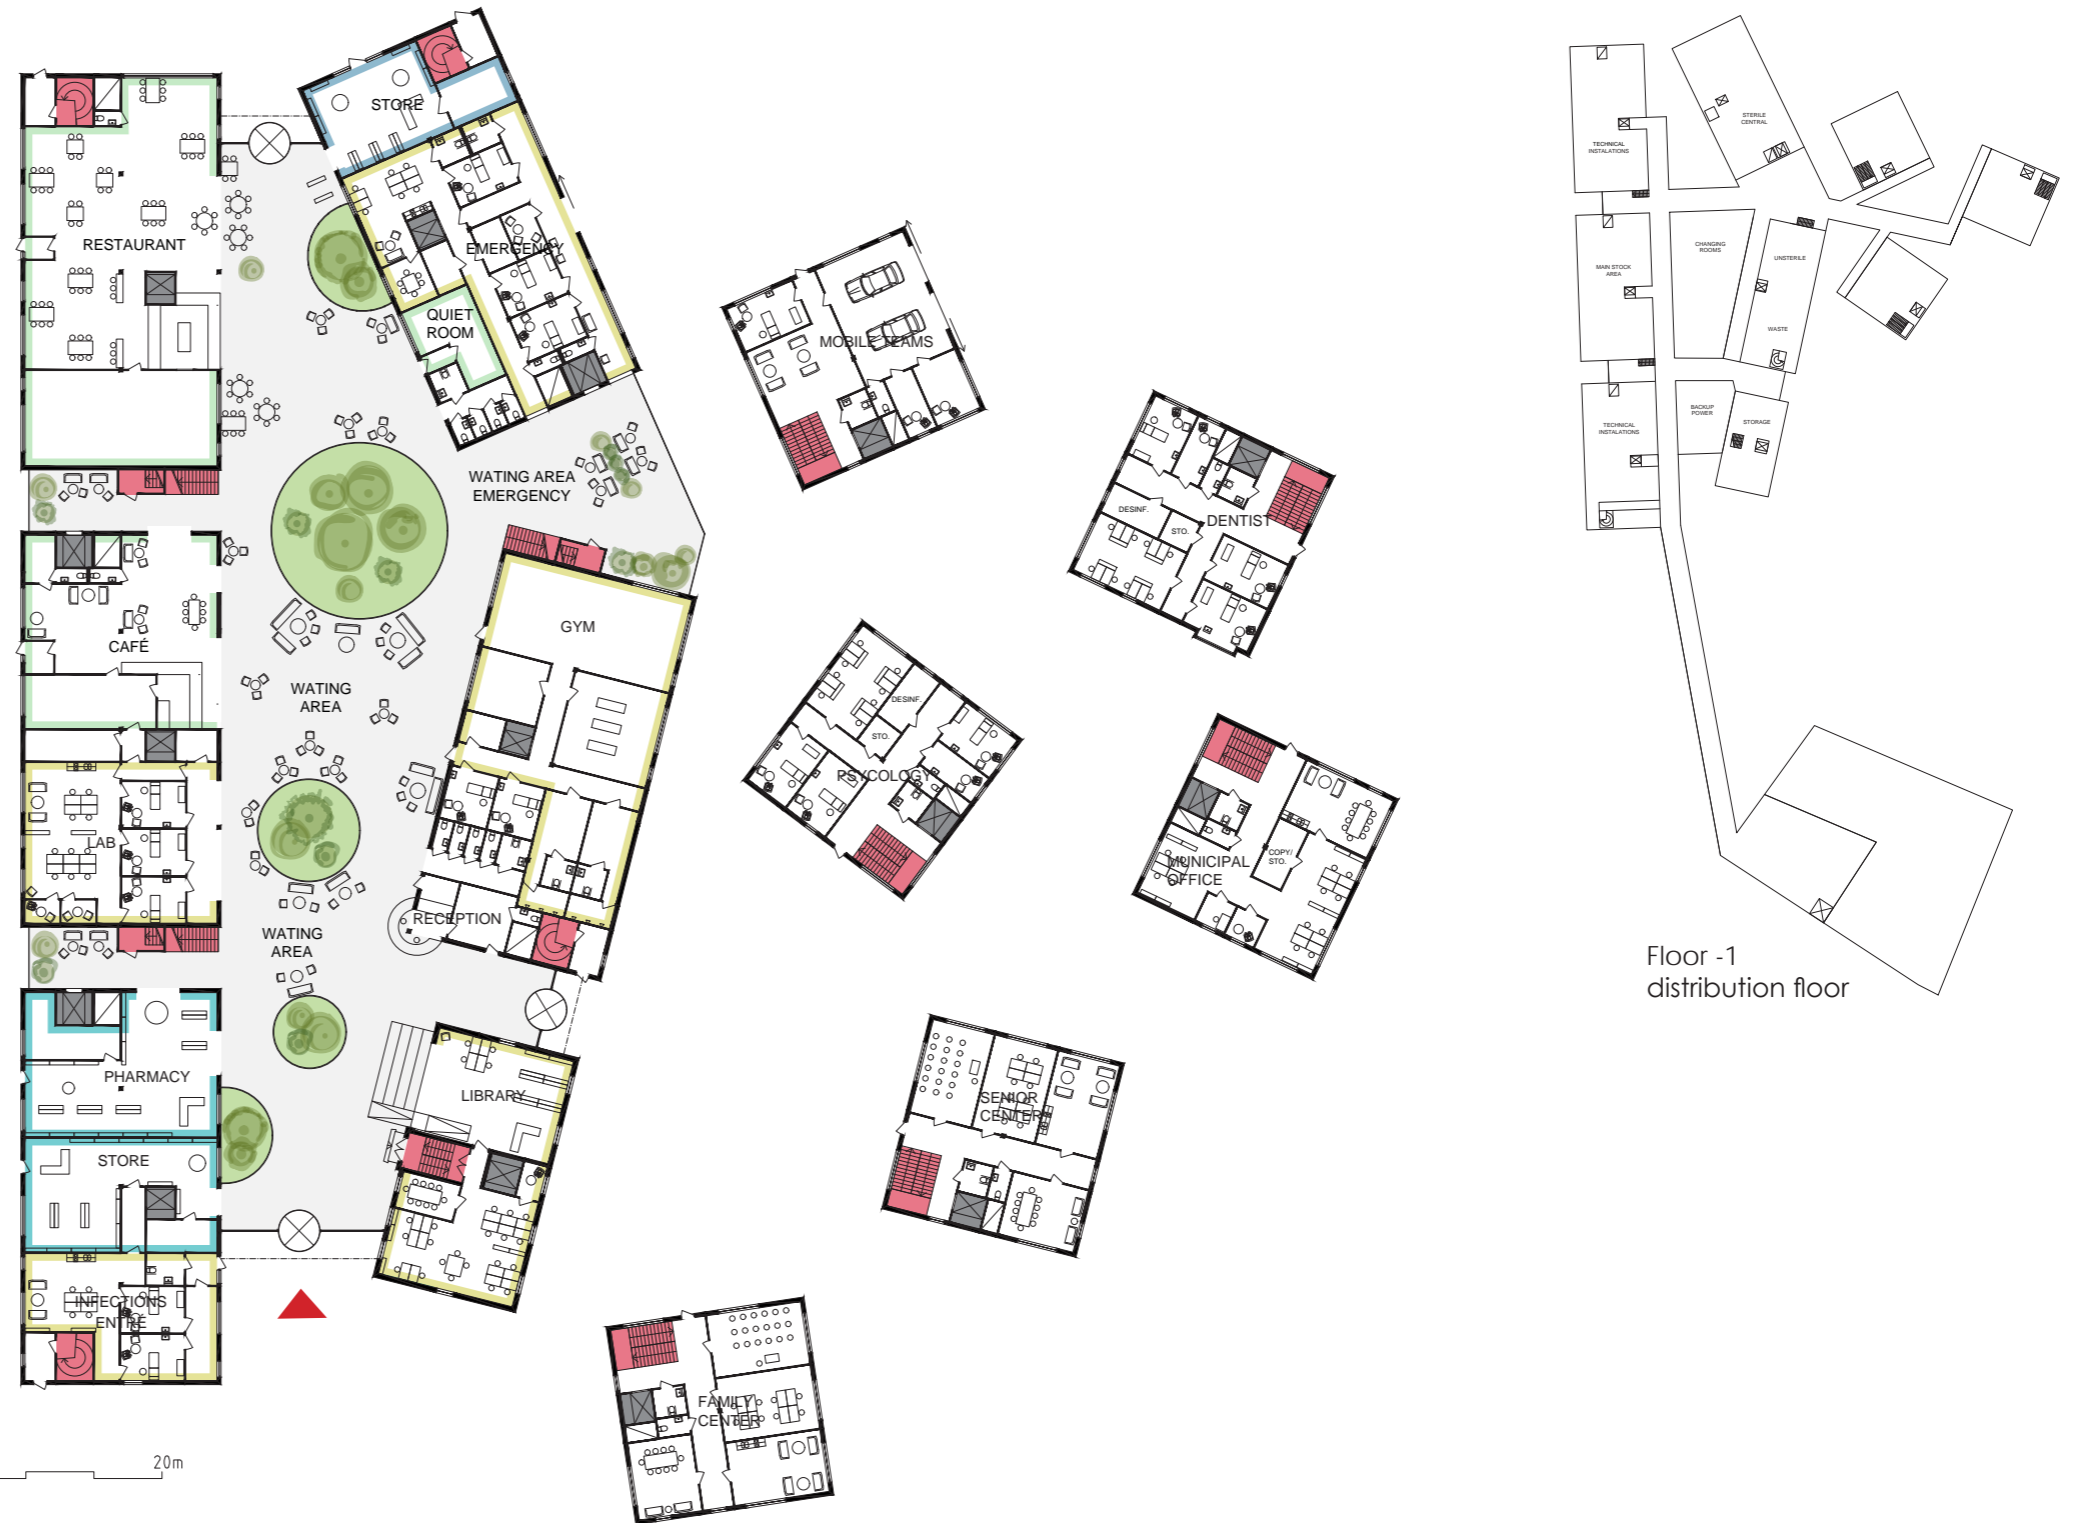 STORE
RESTAURANT
EMERGENCY
QUIET
ROOM
WATING AREA
EMERGENCY
CAFÉ
GYM
WATING
AREA
LAB
RECEPTION
WATING
AREA
PHARMACY
LIBRARY
STORE
INFECTIONS
ENTRÉ
20m
MOBILE TEAMS
DESINF.
STO.
DENTIST
DESINF.
STO.
PSYCOLOGY
COPY/
STO.
MUNICIPAL
OFFICE
SENIOR
CENTER
FAMILY
CENTER
STERILE
CENTRAL
TECHNICAL
INSTALATIONS
CHANGING
ROOMS
UNSTERILE
MAIN STOCK
AREA
WASTE
BACKUP
POWER
STORAGE
TECHNICAL
INSTALATIONS
Floor -1
distribution floor